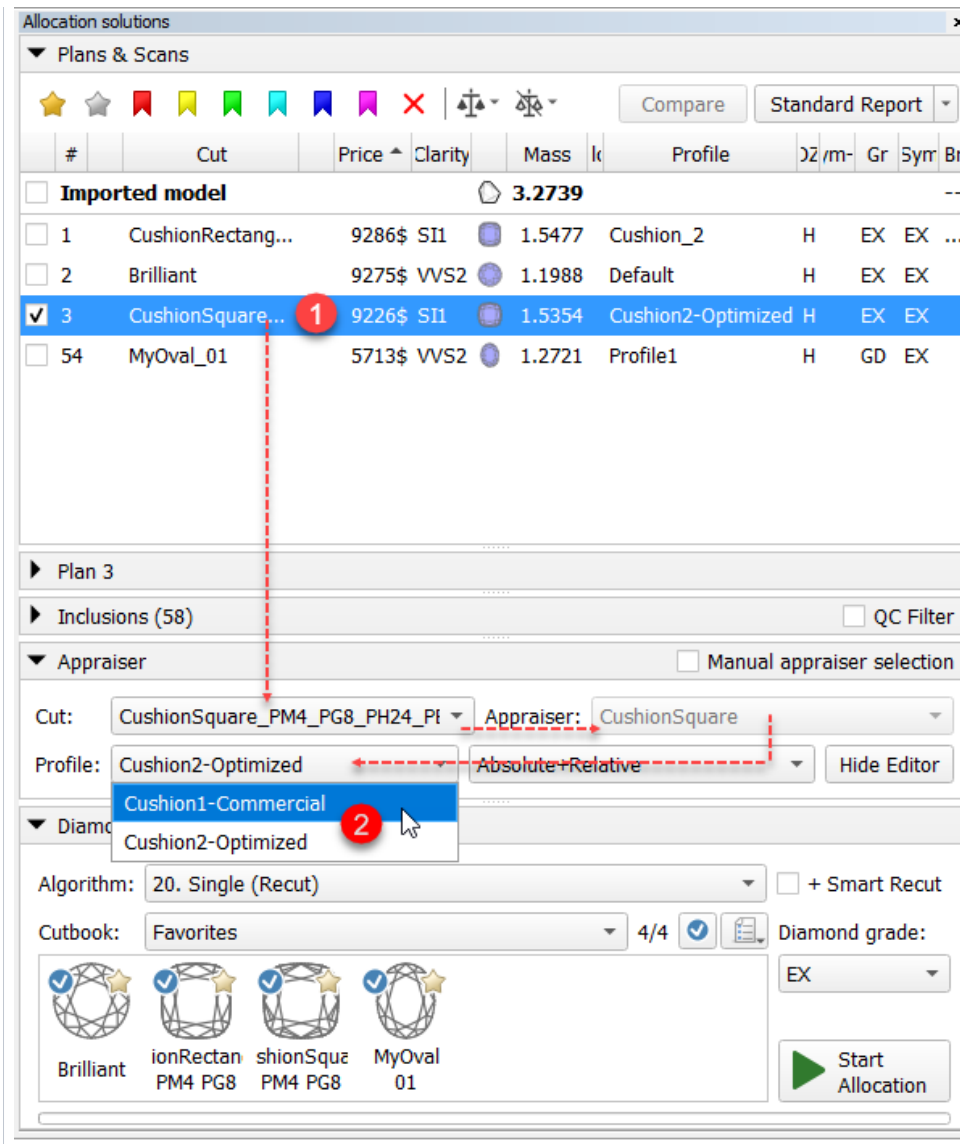 Allocation solutions
Plans & Scans
Compare Standard Report
# Cut Price Clarity Mass Profile Gr Sym
Imported model 3.2739 --
1 CushionRectang... 9286$ SI1 1.5477 Cushion_2 H EX EX ...
2 Brilliant 9275$ VVS2 1.1988 Default H EX EX
3 CushionSquare... 1 9226$ SI1 1.5354 Cushion2-Optimized H EX EX
54 MyOval_01 5713$ VVS2 1.2721 Profile1 H GD EX
Plan 3
Inclusions (58) QC Filter
Appraiser Manual appraiser selection
Cut: CushionSquare_PM4_PG8_PH24_ Appraiser: CushionSquare
Profile: Cushion2-Optimized Absolute+Relative Hide Editor
Cushion1-Commercial
2
Diamo
Cushion2-Optimized
Algorithm: 20. Single (Recut) + Smart Recut
Cutbook: Favorites 4/4 Diamond grade:
EX
Brilliant
ionRectan
PM4 PG8
shionSqua
PM4 PG8
MyOval
01
Start
Allocation